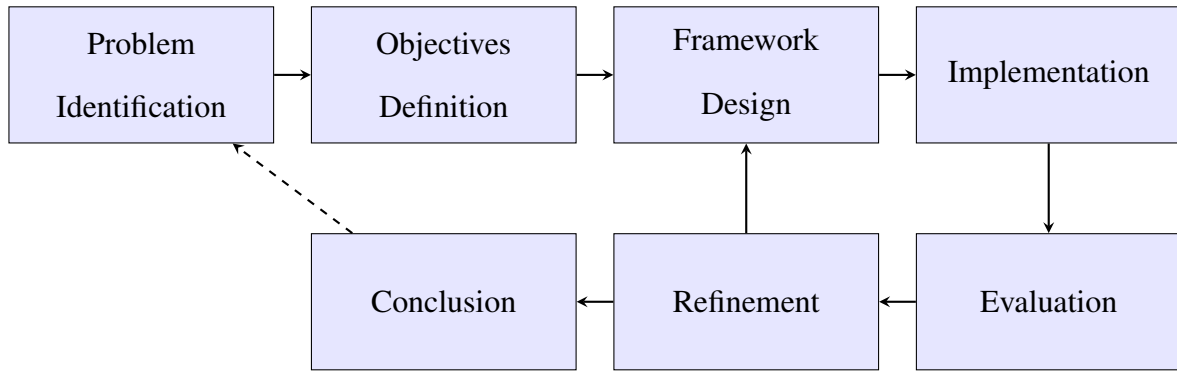 Problem
Identification
Objectives
Definition
Framework
Design
Implementation
Conclusion
Refinement
Evaluation